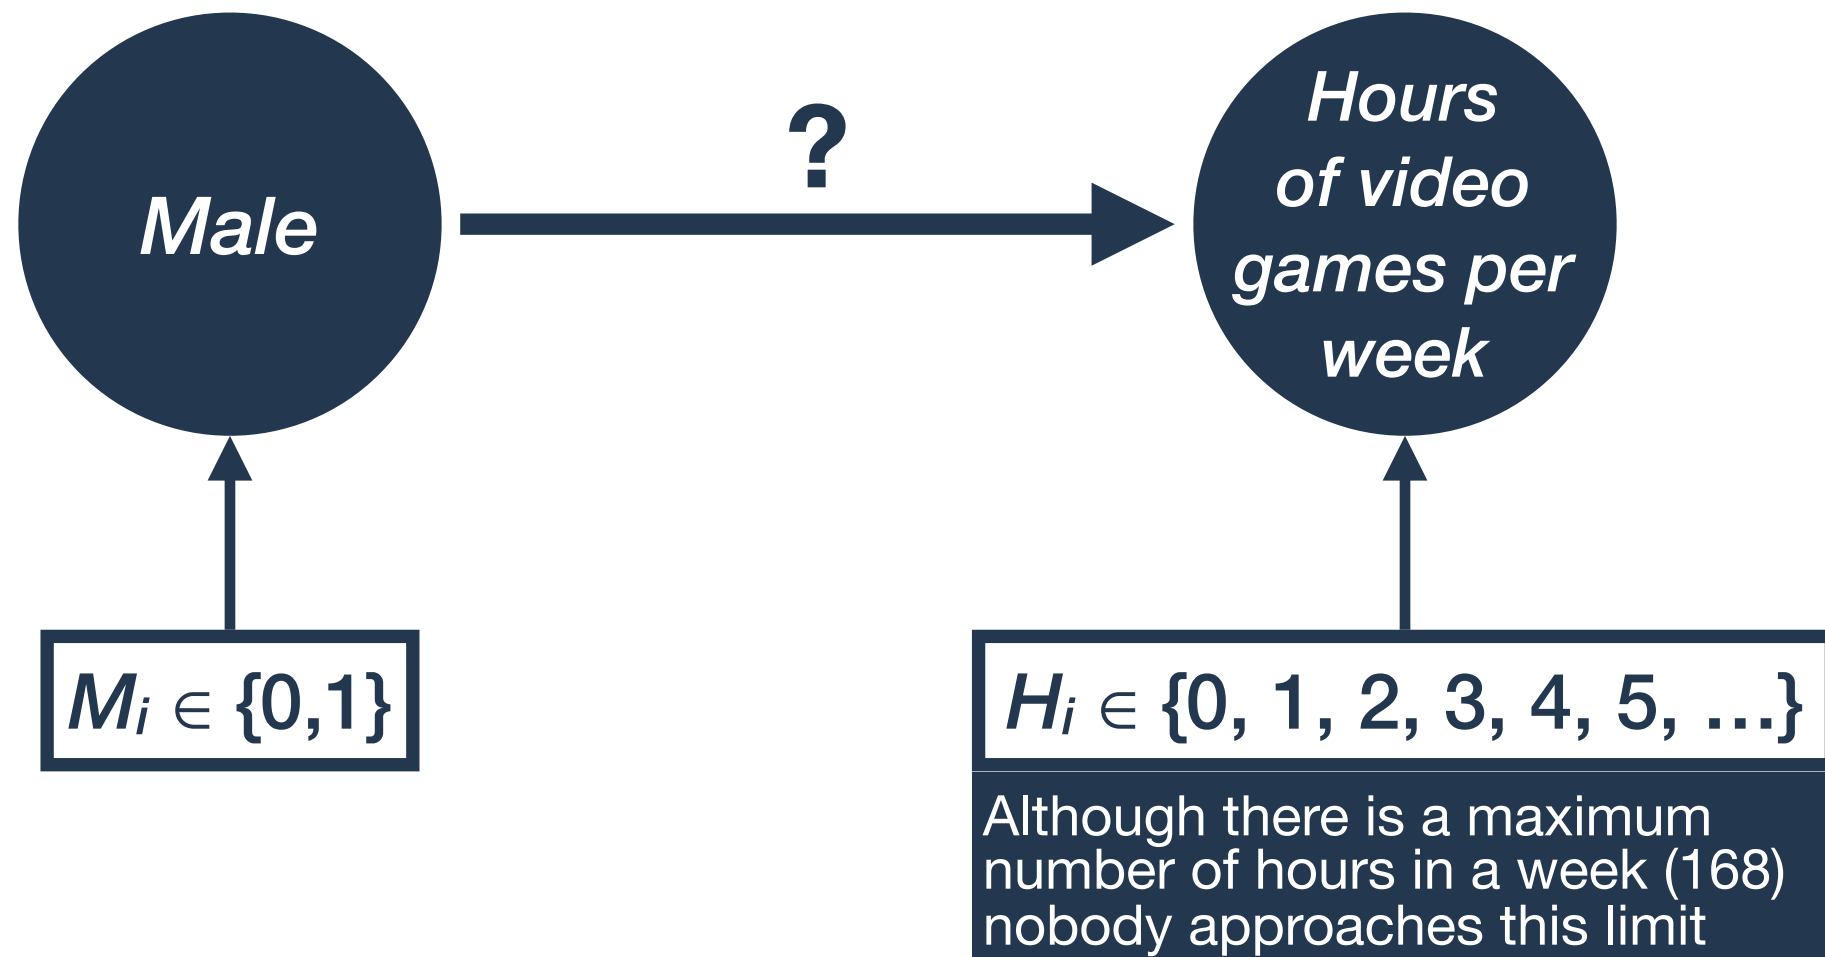 ?
Male
Hours
of video
games per
week
Mᵢ ∈ {0,1}
Hᵢ ∈ {0, 1, 2, 3, 4, 5, …}
Although there is a maximum
number of hours in a week (168)
nobody approaches this limit